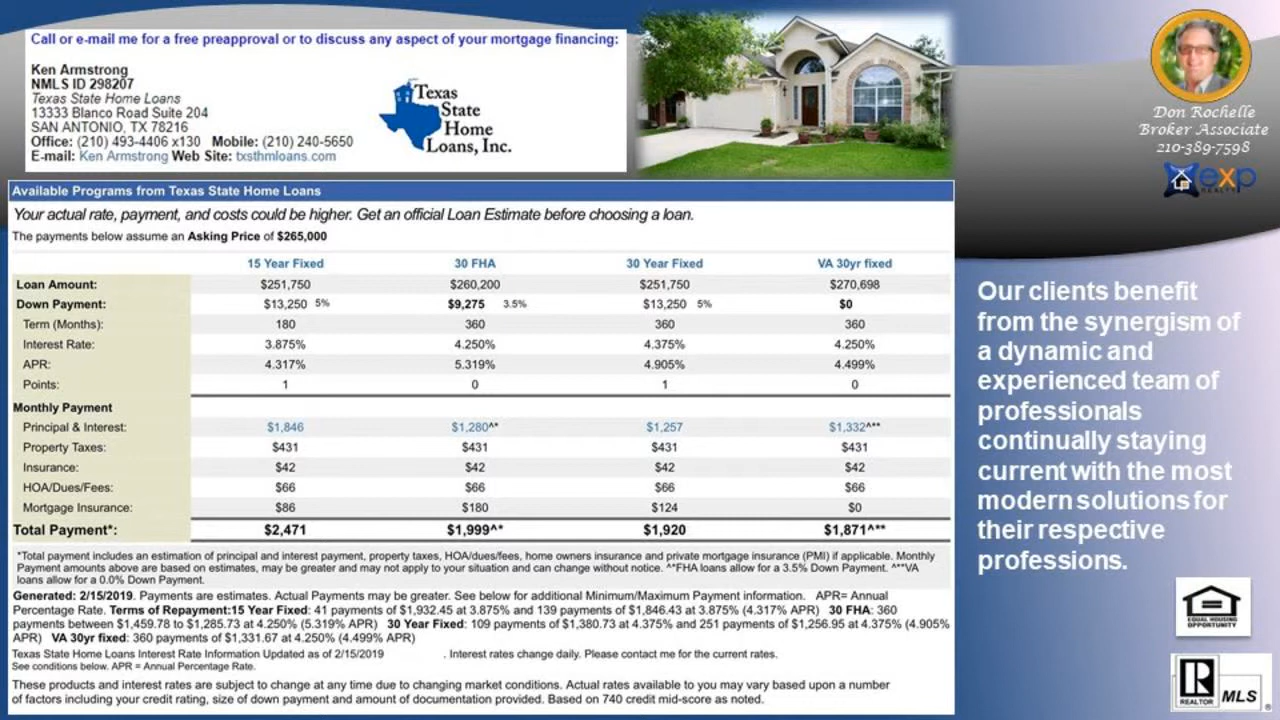 Call or e-mail me for a free preapproval or to discuss any aspect of your mortgage financing:
Ken Armstrong
NMLS ID 298207
Texas State Home Loans
13333 Blanco Road Suite 204
SAN ANTONIO, TX 78216
Office: (210) 493-4406 x130 Mobile: (210) 240-5650
E-mail: Ken Armstrong Web Site: txsthmloans.com
Texas
State
Home
Loans, Inc.
Don Rochelle
Broker Associate
210-389-7598
exp
REALTY
Available Programs from Texas State Home Loans
Your actual rate, payment, and costs could be higher. Get an official Loan Estimate before choosing a loan.
The payments below assume an Asking Price of $265,000
15 Year Fixed 30 FHA 30 Year Fixed VA 30yr fixed
Loan Amount: $251,750 $260,200 $251,750 $270,698
Down Payment: $13,250 5% $9,275 3.5% $13,250 5% $0
Term (Months): 180 360 360 360
Interest Rate: 3.875% 4.250% 4.375% 4.250%
APR: 4.317% 5.319% 4.905% 4.499%
Points: 1 0 1 0
Monthly Payment
Principal & Interest: $1,846 $1,280^* $1,257 $1,332^**
Property Taxes: $431 $431 $431 $431
Insurance: $42 $42 $42 $42
HOA/Dues/Fees: $66 $66 $66 $66
Mortgage Insurance: $86 $180 $124 $0
Total Payment*: $2,471 $1,999^* $1,920 $1,871^**
*Total payment includes an estimation of principal and interest payment, property taxes, HOA/dues/fees, home owners insurance and private mortgage insurance (PMI) if applicable. Monthly
Payment amounts above are based on estimates, may be greater and may not apply to your situation and can change without notice. ^*FHA loans allow for a 3.5% Down Payment. ^**VA
loans allow for a 0.0% Down Payment.
Generated: 2/15/2019. Payments are estimates. Actual Payments may be greater. See below for additional Minimum/Maximum Payment information. APR= Annual
Percentage Rate. Terms of Repayment:15 Year Fixed: 41 payments of $1,932.45 at 3.875% and 139 payments of $1,846.43 at 3.875% (4.317% APR) 30 FHA: 360
payments between $1,459.78 to $1,285.73 at 4.250% (5.319% APR) 30 Year Fixed: 109 payments of $1,380.73 at 4.375% and 251 payments of $1,256.95 at 4.375% (4.905%
APR) VA 30yr fixed: 360 payments of $1,331.67 at 4.250% (4.499% APR)
Texas State Home Loans Interest Rate Information Updated as of 2/15/2019 . Interest rates change daily. Please contact me for the current rates.
See conditions below. APR = Annual Percentage Rate.
These products and interest rates are subject to change at any time due to changing market conditions. Actual rates available to you may vary based upon a number
of factors including your credit rating, size of down payment and amount of documentation provided. Based on 740 credit mid-score as noted.
Our clients benefit
from the synergism of
a dynamic and
experienced team of
professionals
continually staying
current with the most
modern solutions for
their respective
professions.
EQUAL HOUSING
OPPORTUNITY
R
REALTOR MLS ®